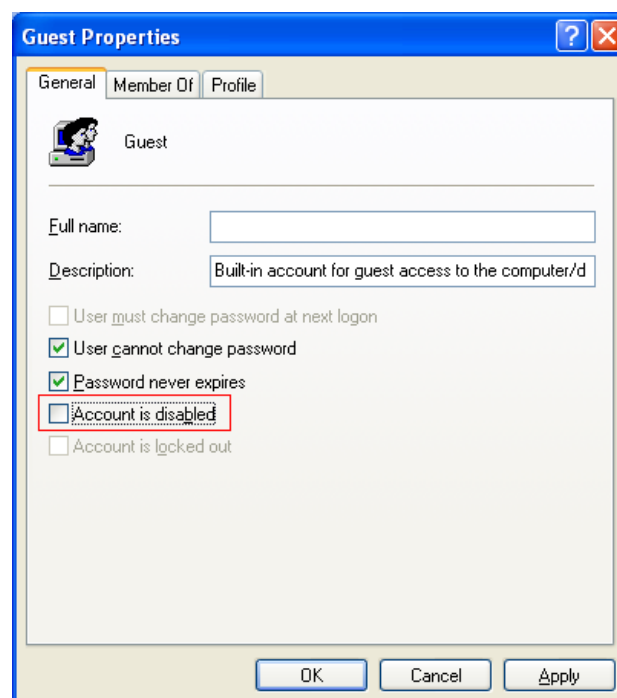 Guest Properties
General Member Of Profile
Guest
Full name:
Description: Built-in account for guest access to the computer/d
User must change password at next logon
User cannot change password
Password never expires
Account is disabled
Account is locked out
OK Cancel Apply